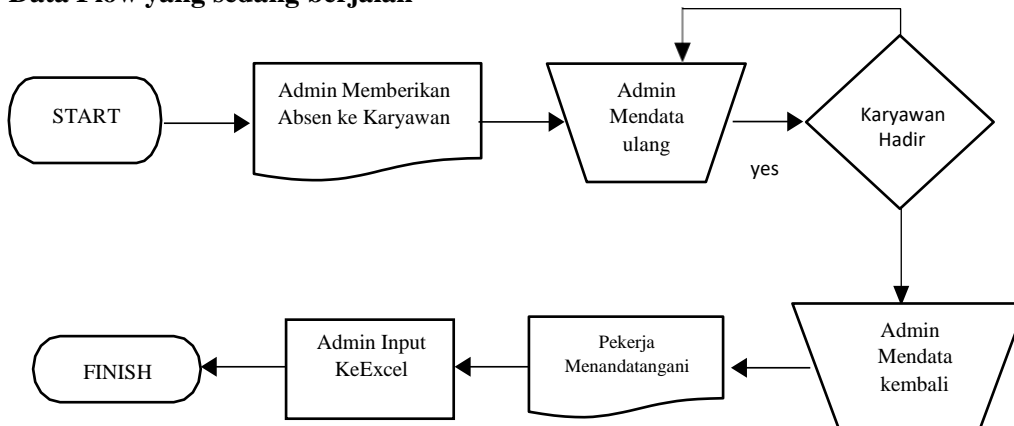 Data Flow yang sedang berjalan
START
Admin Memberikan
Absen ke Karyawan
Admin
Mendata
ulang
yes
Karyawan
Hadir
Admin
Mendata
kembali
Pekerja
Menandatangani
Admin Input
KeExcel
FINISH